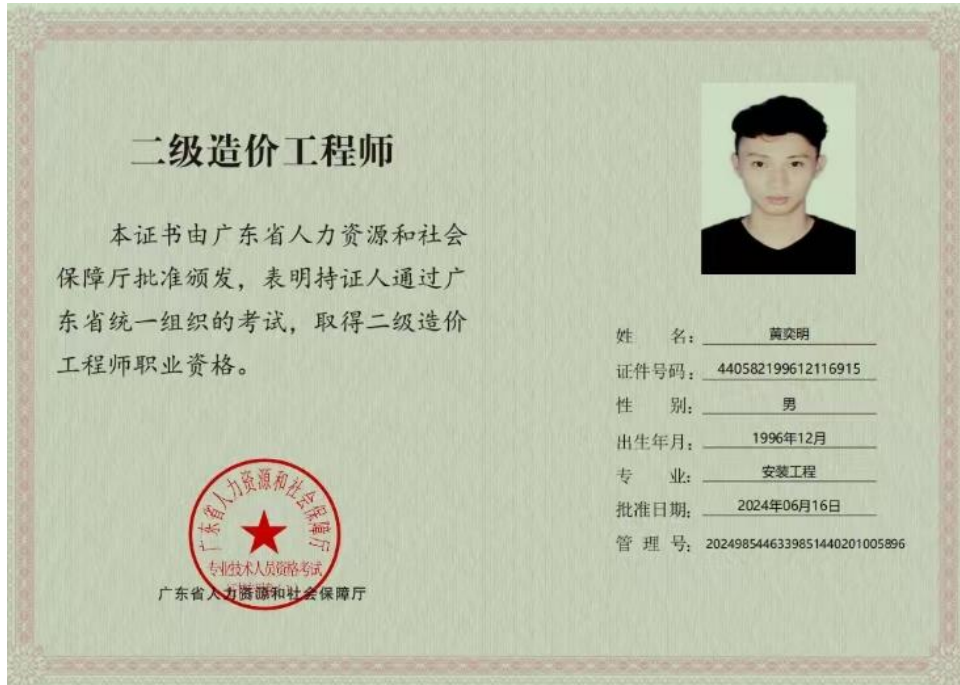 二级造价工程师
本证书由广东省人力资源和社会
保障厅批准颁发，表明持证人通过广
东省统一组织的考试，取得二级造价
工程师职业资格。
姓 名：黄奕明
证件号码：440582199612116915
性 别：男
出生年月：1996年12月
专 业：安装工程
批准日期：2024年06月16日
管 理 号：2024985446339851440201005896
广东省人力资源和社会保障厅
专业技术人员资格考试
广东省人力资源和社会保障厅